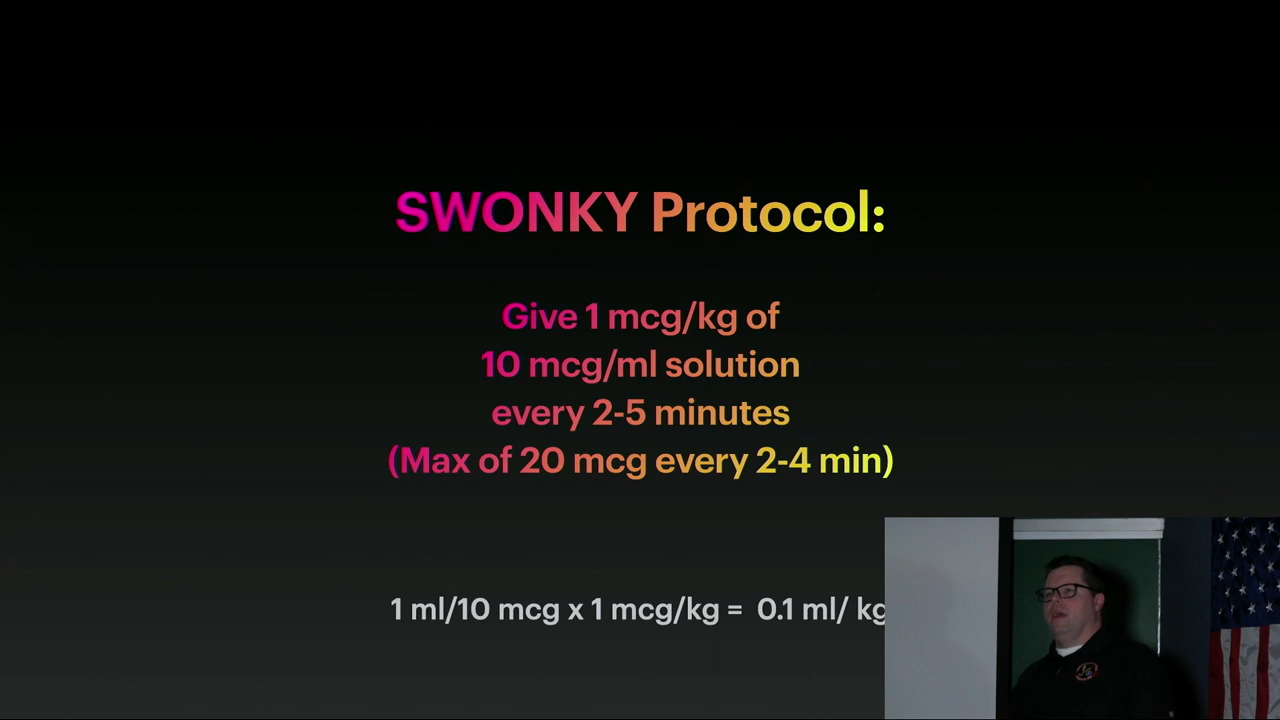 SWONKY Protocol:
Give 1 mcg/kg of
10 mcg/ml solution
every 2-5 minutes
(Max of 20 mcg every 2-4 min)
1 ml/10 mcg x 1 mcg/kg = 0.1 ml/ kg